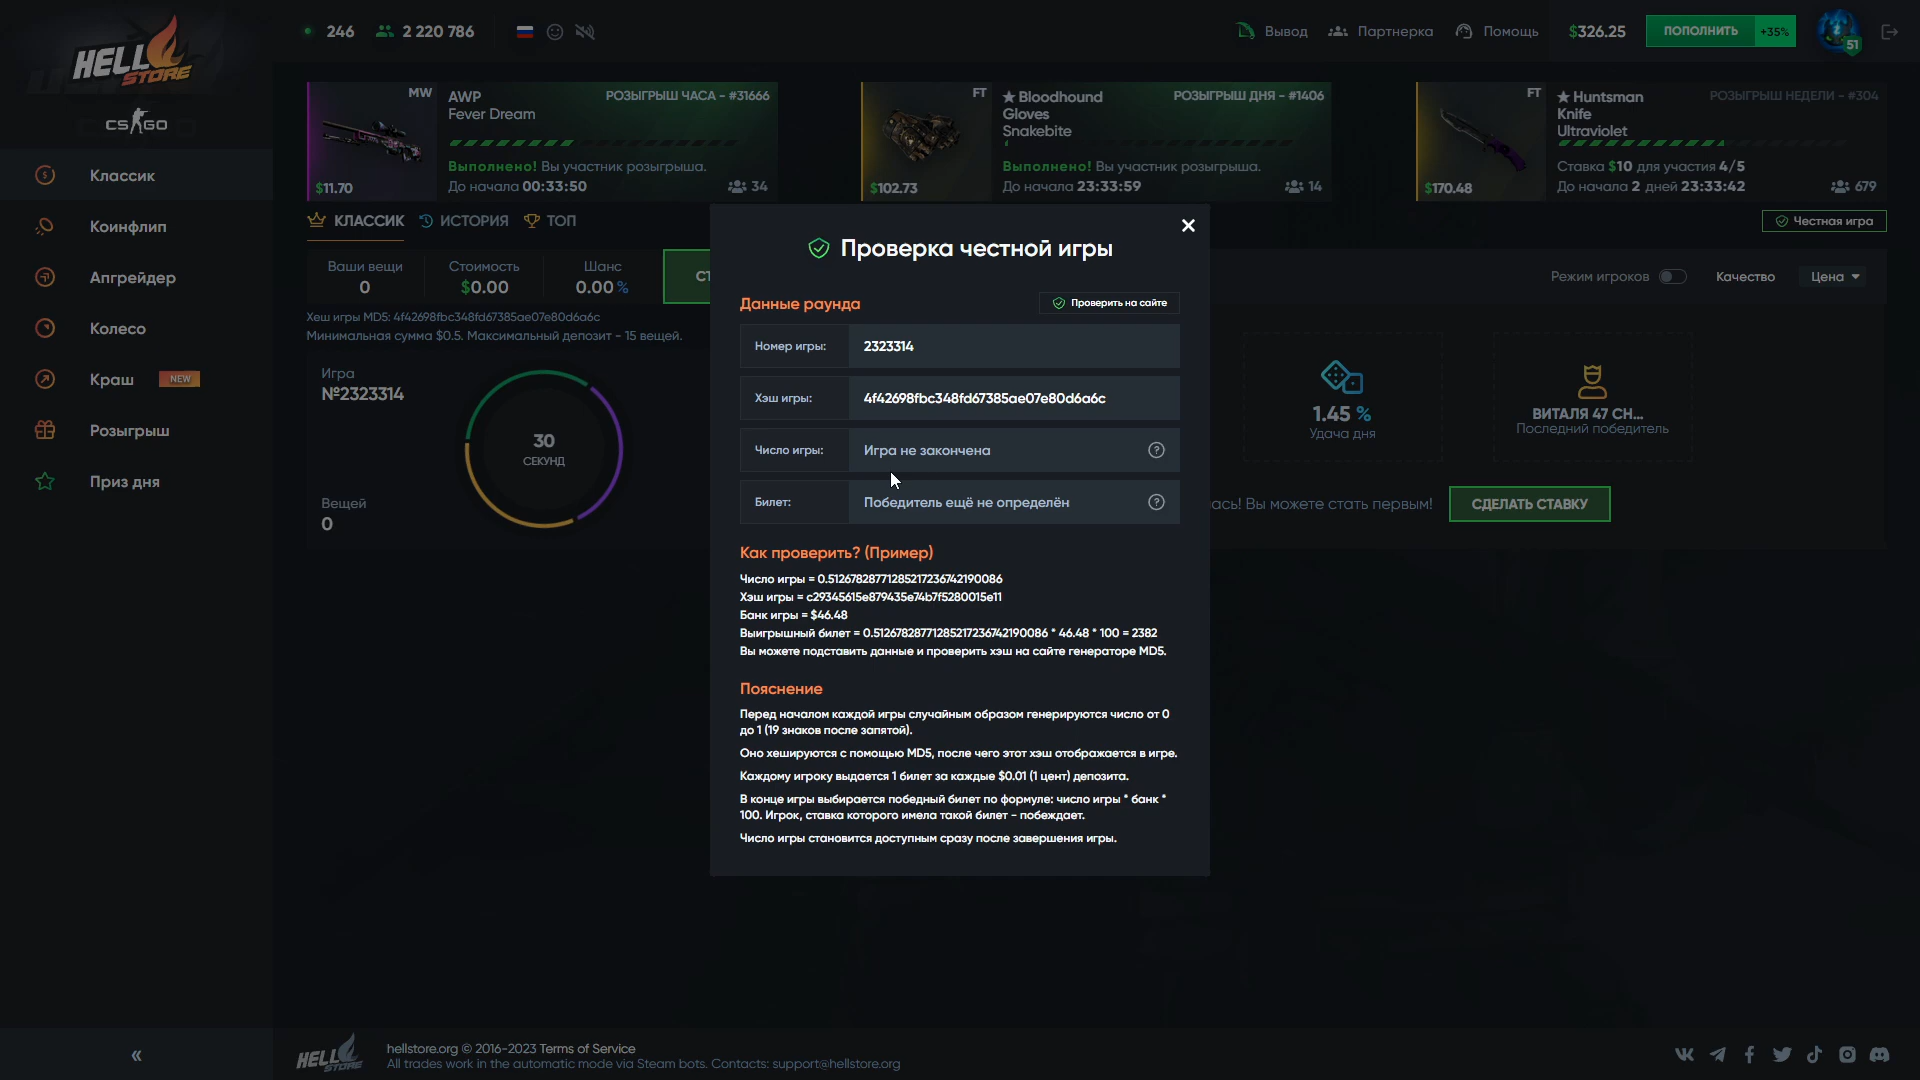 HELL STORE
CS GO
246
2 220 786
Вывод
Партнерка
Помощь
$326.25
ПОПОЛНИТЬ +35%
51
Классик
Коинфлип
Апгрейдер
Колесо
Краш NEW
Розыгрыш
Приз дня
MW
$11.70
AWP
Fever Dream
РОЗЫГРЫШ ЧАСА - #31666
Выполнено! Вы участник розыгрыша.
До начала 00:33:50
34
FT
$102.73
★ Bloodhound
Gloves
Snakebite
РОЗЫГРЫШ ДНЯ - #1406
Выполнено! Вы участник розыгрыша.
До начала 23:33:59
14
FT
$170.48
★ Huntsman
Knife
Ultraviolet
РОЗЫГРЫШ НЕДЕЛИ - #304
Ставка $10 для участия 4/5
До начала 2 дней 23:33:42
679
КЛАССИК
ИСТОРИЯ
ТОП
Честная игра
Ваши вещи
0
Стоимость
$0.00
Шанс
0.00 %
СТ
Режим игроков
Качество
Цена
Хеш игры MD5: 4f42698fbc348fd67385ae07e80d6a6c
Минимальная сумма $0.5. Максимальный депозит - 15 вещей.
Игра
№2323314
30
СЕКУНД
Вещей
0
1.45 %
Удача дня
ВИТАЛЯ 47 СН...
Последний победитель
ась! Вы можете стать первым!
СДЕЛАТЬ СТАВКУ
Проверка честной игры
Данные раунда
Проверить на сайте
Номер игры: 2323314
Хэш игры: 4f42698fbc348fd67385ae07e80d6a6c
Число игры: Игра не закончена
Билет: Победитель ещё не определён
Как проверить? (Пример)
Число игры = 0.51267828771285217236742190086
Хэш игры = c29345615e879435e74b7f5280015e11
Банк игры = $46.48
Выигрышный билет = 0.51267828771285217236742190086 * 46.48 * 100 = 2382
Вы можете подставить данные и проверить хэш на сайте генераторе MD5.
Пояснение
Перед началом каждой игры случайным образом генерируются число от 0
до 1 (19 знаков после запятой).
Оно хешируются с помощью MD5, после чего этот хэш отображается в игре.
Каждому игроку выдается 1 билет за каждые $0.01 (1 цент) депозита.
В конце игры выбирается победный билет по формуле: число игры * банк *
100. Игрок, ставка которого имела такой билет - побеждает.
Число игры становится доступным сразу после завершения игры.
HELL STORE
hellstore.org © 2016-2023 Terms of Service
All trades work in the automatic mode via Steam bots. Contacts: support@hellstore.org